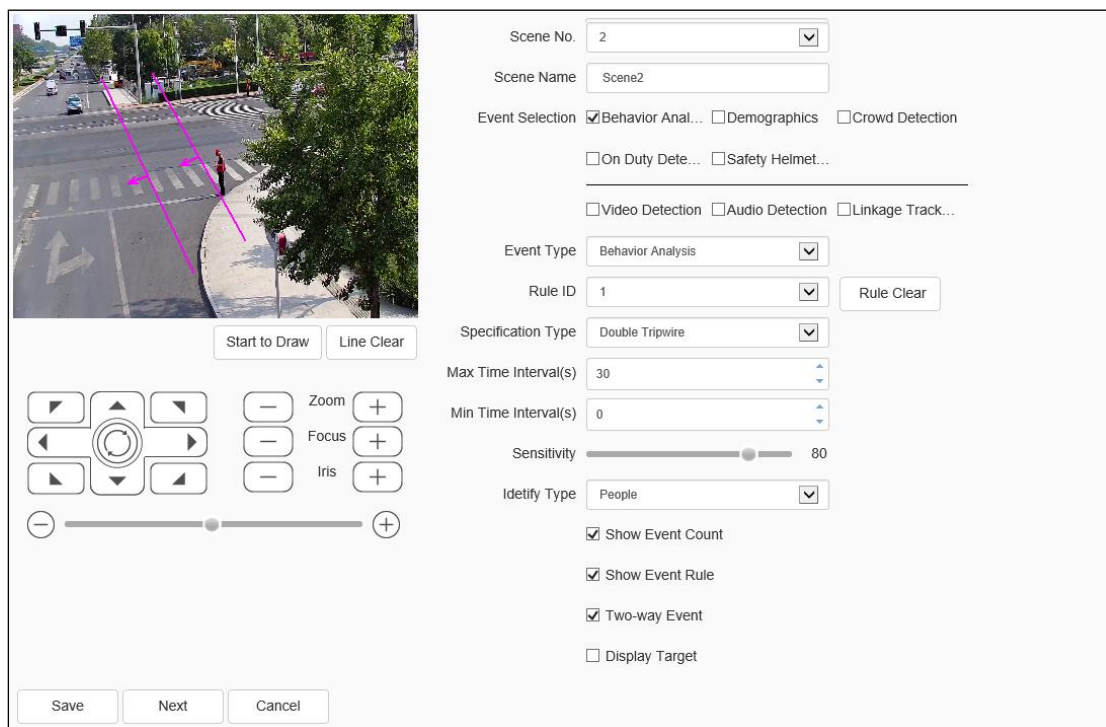 Scene No. 2
Scene Name Scene2
Event Selection Behavior Anal... Demographics Crowd Detection
On Duty Dete... Safety Helmet...
Video Detection Audio Detection Linkage Track...
Event Type Behavior Analysis
Rule ID 1 Rule Clear
Start to Draw Line Clear
Specification Type Double Tripwire
Max Time Interval(s) 30
Min Time Interval(s) 0
Zoom
Focus
Iris
Sensitivity 80
Idetify Type People
Show Event Count
Show Event Rule
Two-way Event
Display Target
Save Next Cancel